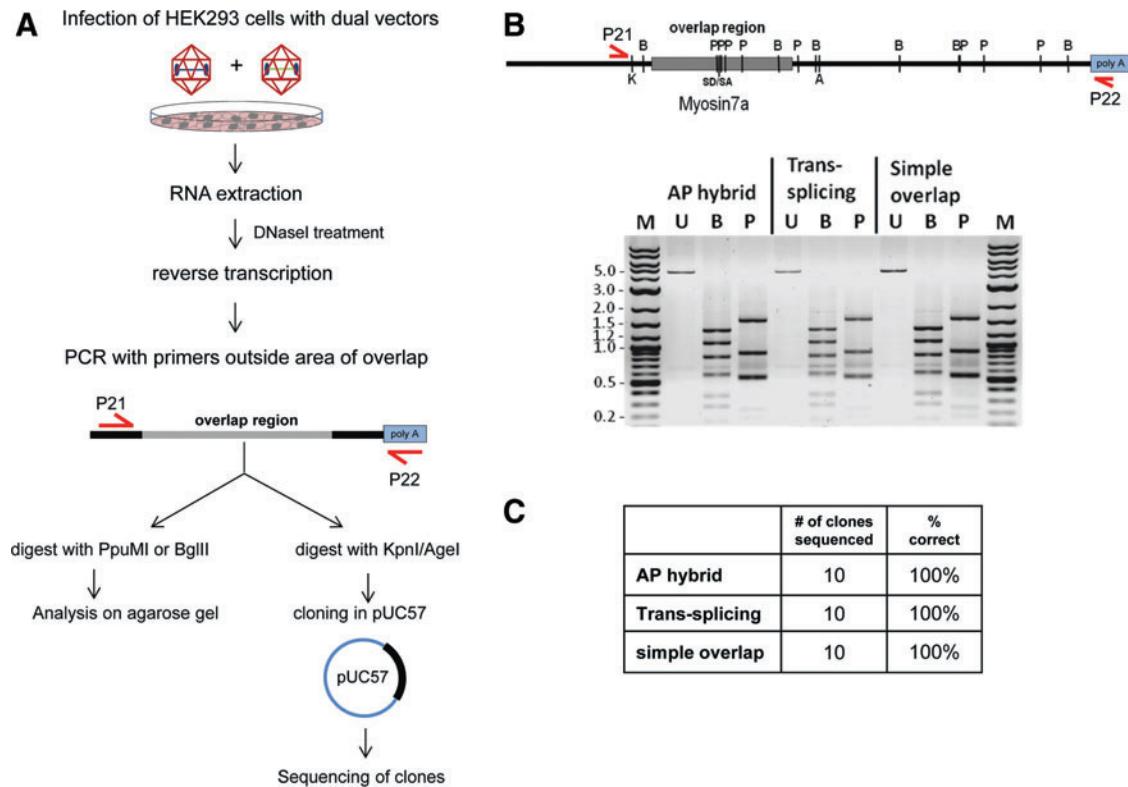 A
Infection of HEK293 cells with dual vectors
+
RNA extraction
DNaseI treatment
reverse transcription
PCR with primers outside area of overlap
P21
overlap region
poly A
P22
digest with PpuMI or BglII
digest with KpnI/AgeI
Analysis on agarose gel
cloning in pUC57
pUC57
Sequencing of clones
B
overlap region
P21
B PPPP P B P B B BP P P B
poly A
K SD/SA A
P22
Myosin7a
AP hybrid Trans-splicing Simple overlap
M U B P U B P U B P M
5.0 -
3.0 -
2.0 -
1.5 -
1.2 -
1.0 -
0.5 -
0.2 -
C
# of clones sequenced % correct
AP hybrid 10 100%
Trans-splicing 10 100%
simple overlap 10 100%